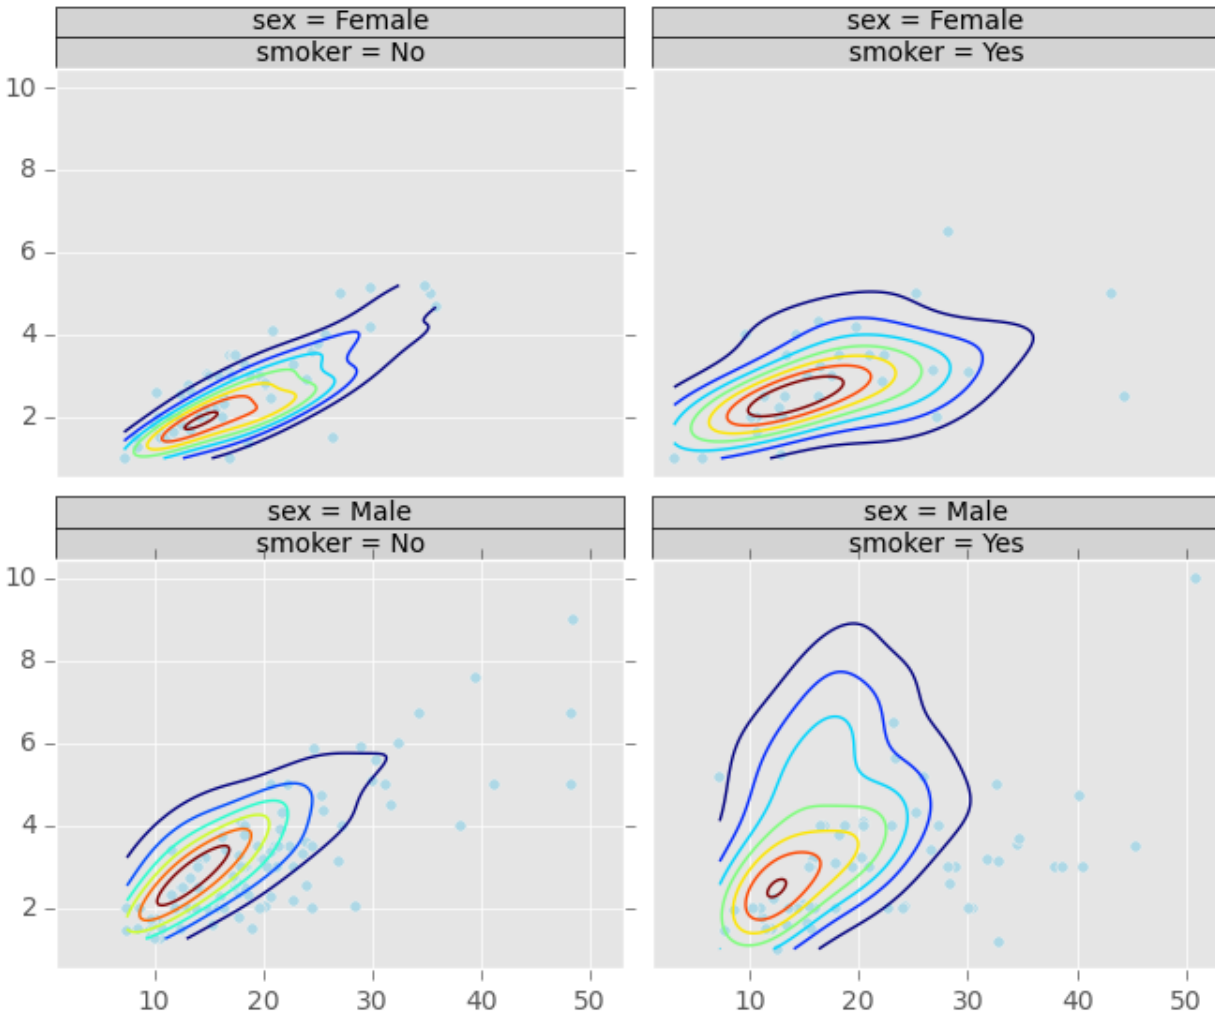 sex = Female
smoker = No
sex = Female
smoker = Yes
10
8
6
4
2
sex = Male
smoker = No
sex = Male
smoker = Yes
10
8
6
4
2
10 20 30 40 50
10 20 30 40 50